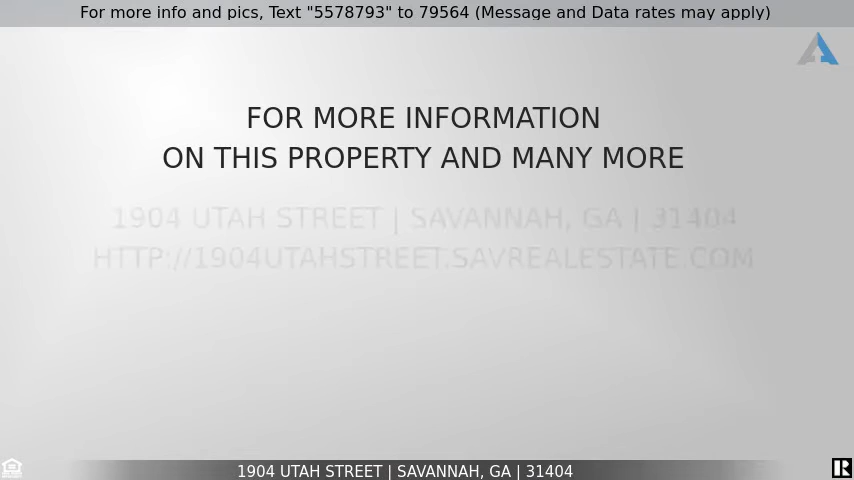 For more info and pics, Text "5578793" to 79564 (Message and Data rates may apply)
FOR MORE INFORMATION
ON THIS PROPERTY AND MANY MORE
1904 UTAH STREET | SAVANNAH, GA | 31404
HTTP://1904UTAHSTREET.SAVREALESTATE.COM
1904 UTAH STREET | SAVANNAH, GA | 31404